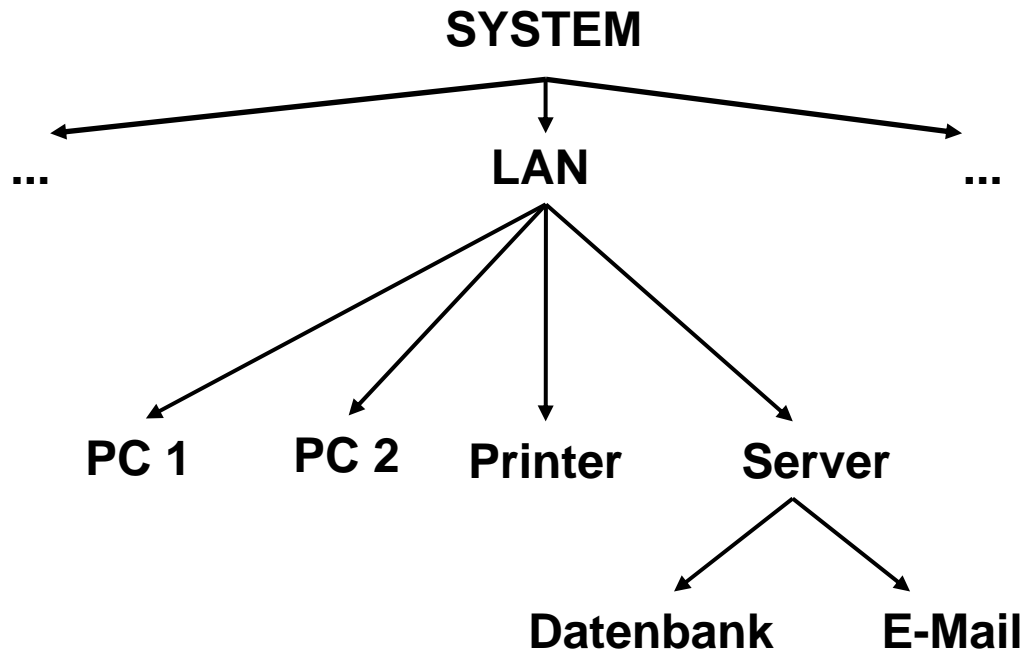 SYSTEM
... LAN ...
PC 1 PC 2 Printer Server
Datenbank E-Mail